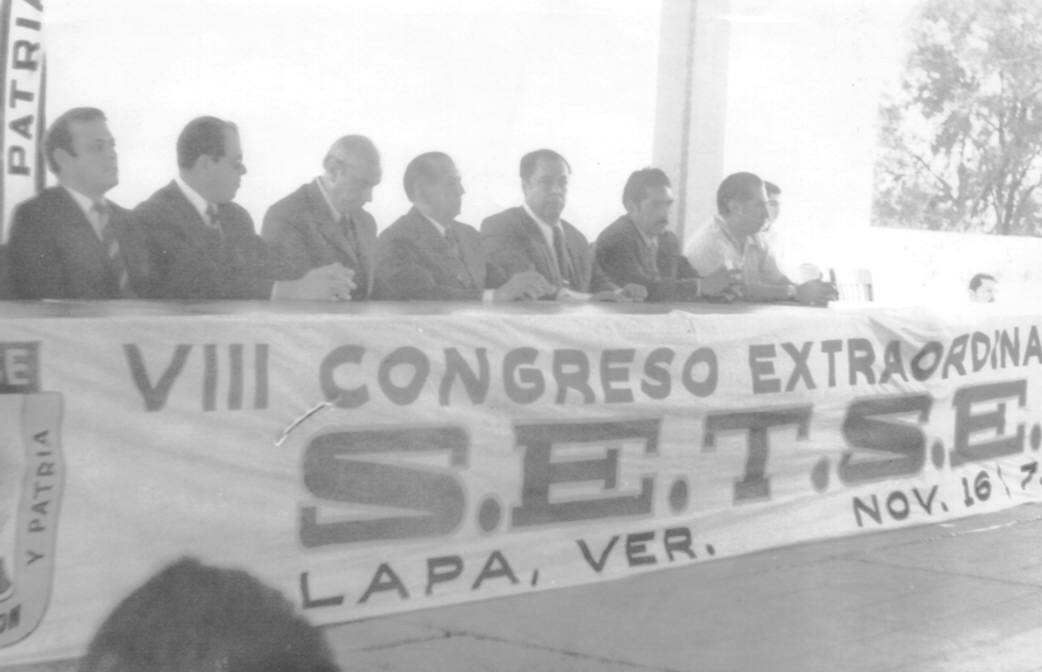 PATRIA
VIII CONGRESO EXTRAORDINA
S.E.T.S.E.
LAPA, VER.
NOV. 16
Y PATRIA